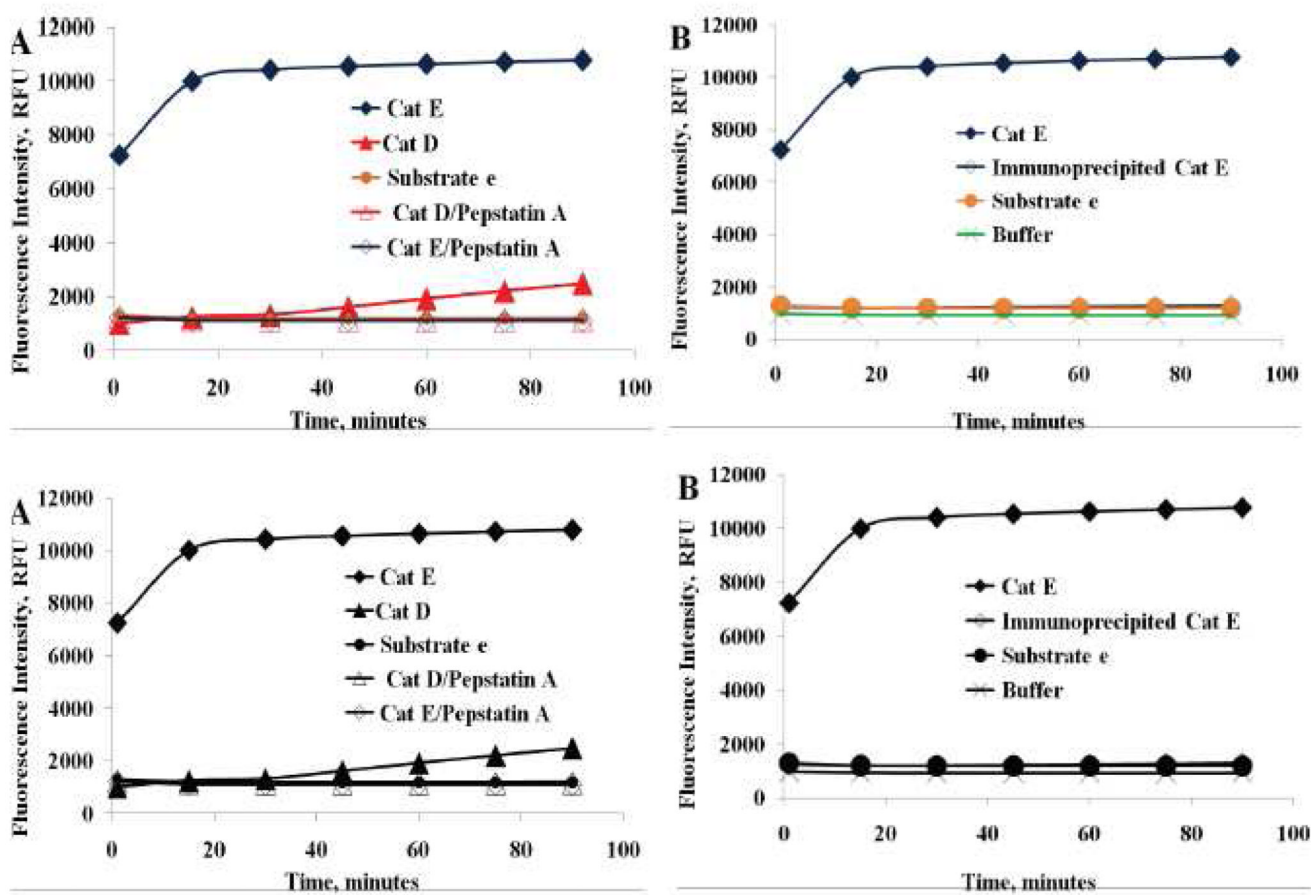 A
12000
10000
8000
6000
4000
2000
0
Fluorescence Intensity, RFU
Cat E
Cat D
Substrate e
Cat D/Pepstatin A
Cat E/Pepstatin A
0 20 40 60 80 100
Time, minutes
B
12000
10000
8000
6000
4000
2000
0
Fluorescence Intensity, RFU
Cat E
Immunoprecipited Cat E
Substrate e
Buffer
0 20 40 60 80 100
Time, minutes
A
12000
10000
8000
6000
4000
2000
0
Fluorescence Intensity, RFU
Cat E
Cat D
Substrate e
Cat D/Pepstatin A
Cat E/Pepstatin A
0 20 40 60 80 100
Time, minutes
B
12000
10000
8000
6000
4000
2000
0
Fluorescence Intensity, RFU
Cat E
Immunoprecipited Cat E
Substrate e
Buffer
0 20 40 60 80 100
Time, minutes